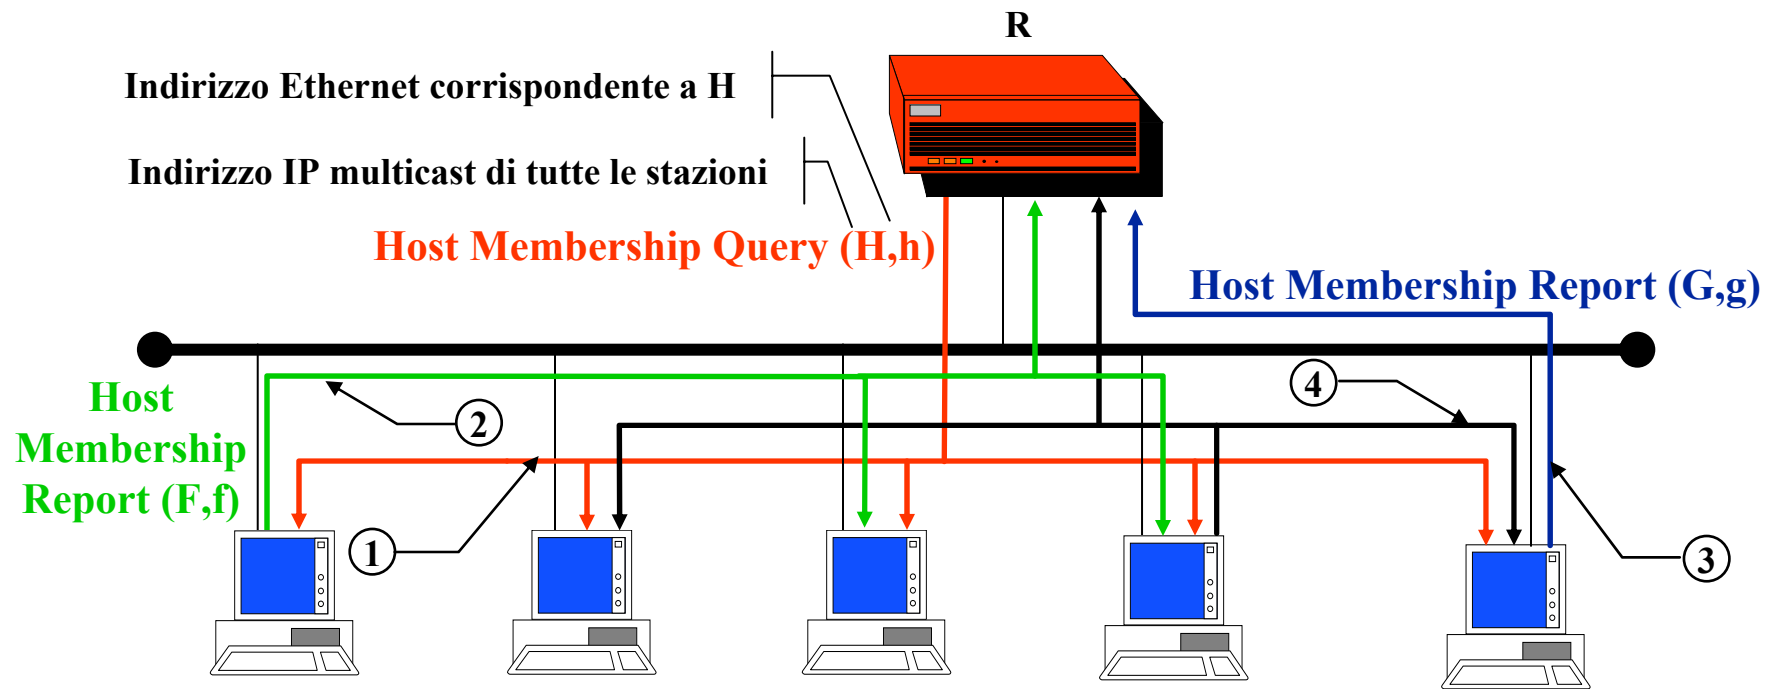 R
Indirizzo Ethernet corrispondente a H
Indirizzo IP multicast di tutte le stazioni
Host Membership Query (H,h)
Host Membership Report (G,g)
Host
Membership
Report (F,f)
2
4
1
3